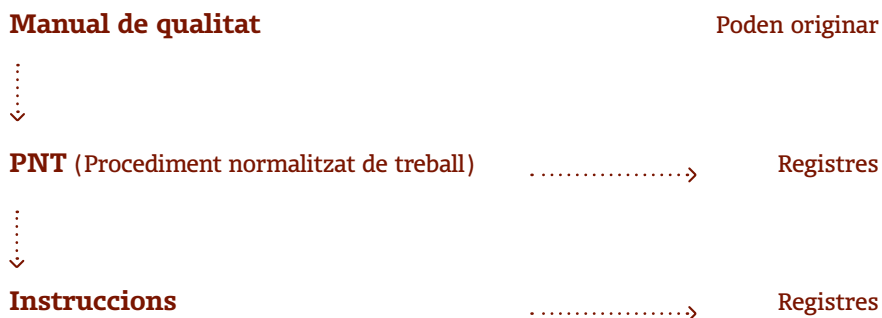 Manual de qualitat Poden originar
PNT (Procediment normalitzat de treball) Registres
Instruccions Registres